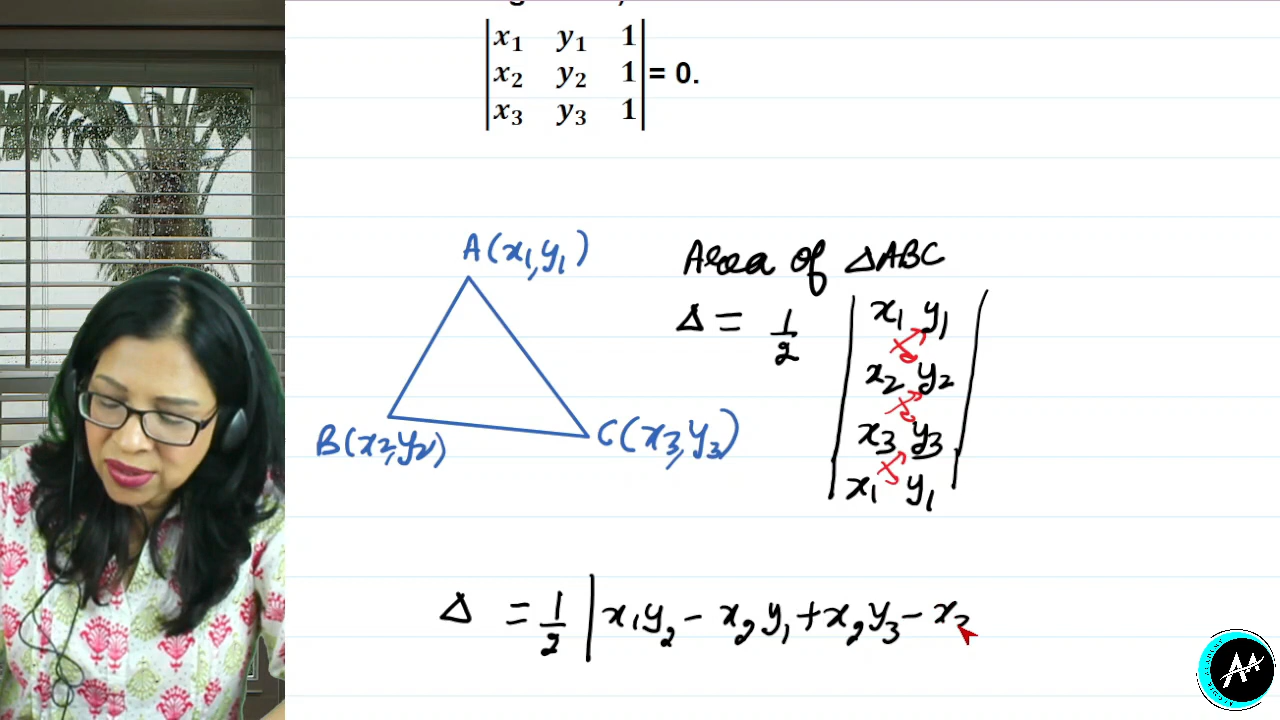 |x₁ y₁ 1|
|x₂ y₂ 1| = 0.
|x₃ y₃ 1|
A(x₁,y₁)
B(x₂,y₂)
C(x₃,y₃)
Area of ΔABC
Δ = 1/2
x₁ y₁
x₂ y₂
x₃ y₃
x₁ y₁
Δ = 1/2 | x₁y₂ - x₂y₁ + x₂y₃ - x₃